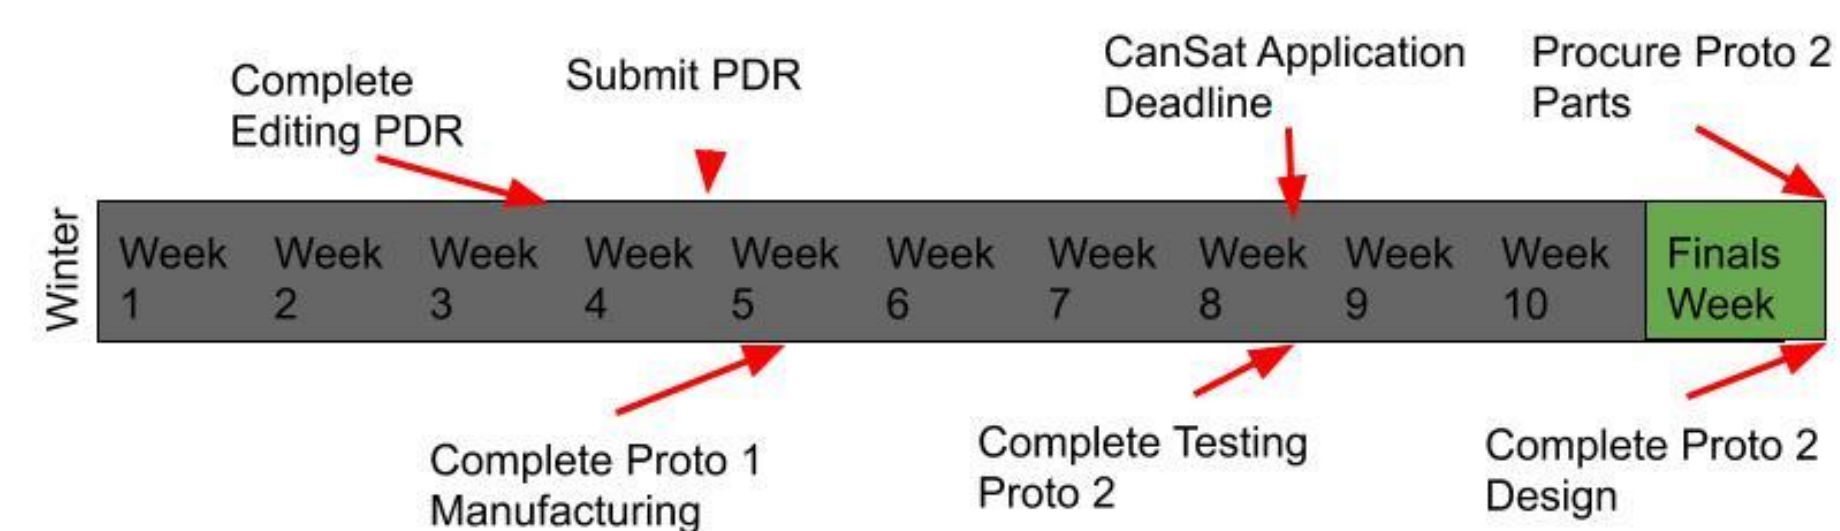 Complete
Editing PDR
Submit PDR
CanSat Application
Deadline
Procure Proto 2
Parts
Winter
Week
1
Week
2
Week
3
Week
4
Week
5
Week
6
Week
7
Week
8
Week
9
Week
10
Finals
Week
Complete Proto 1
Manufacturing
Complete Testing
Proto 2
Complete Proto 2
Design